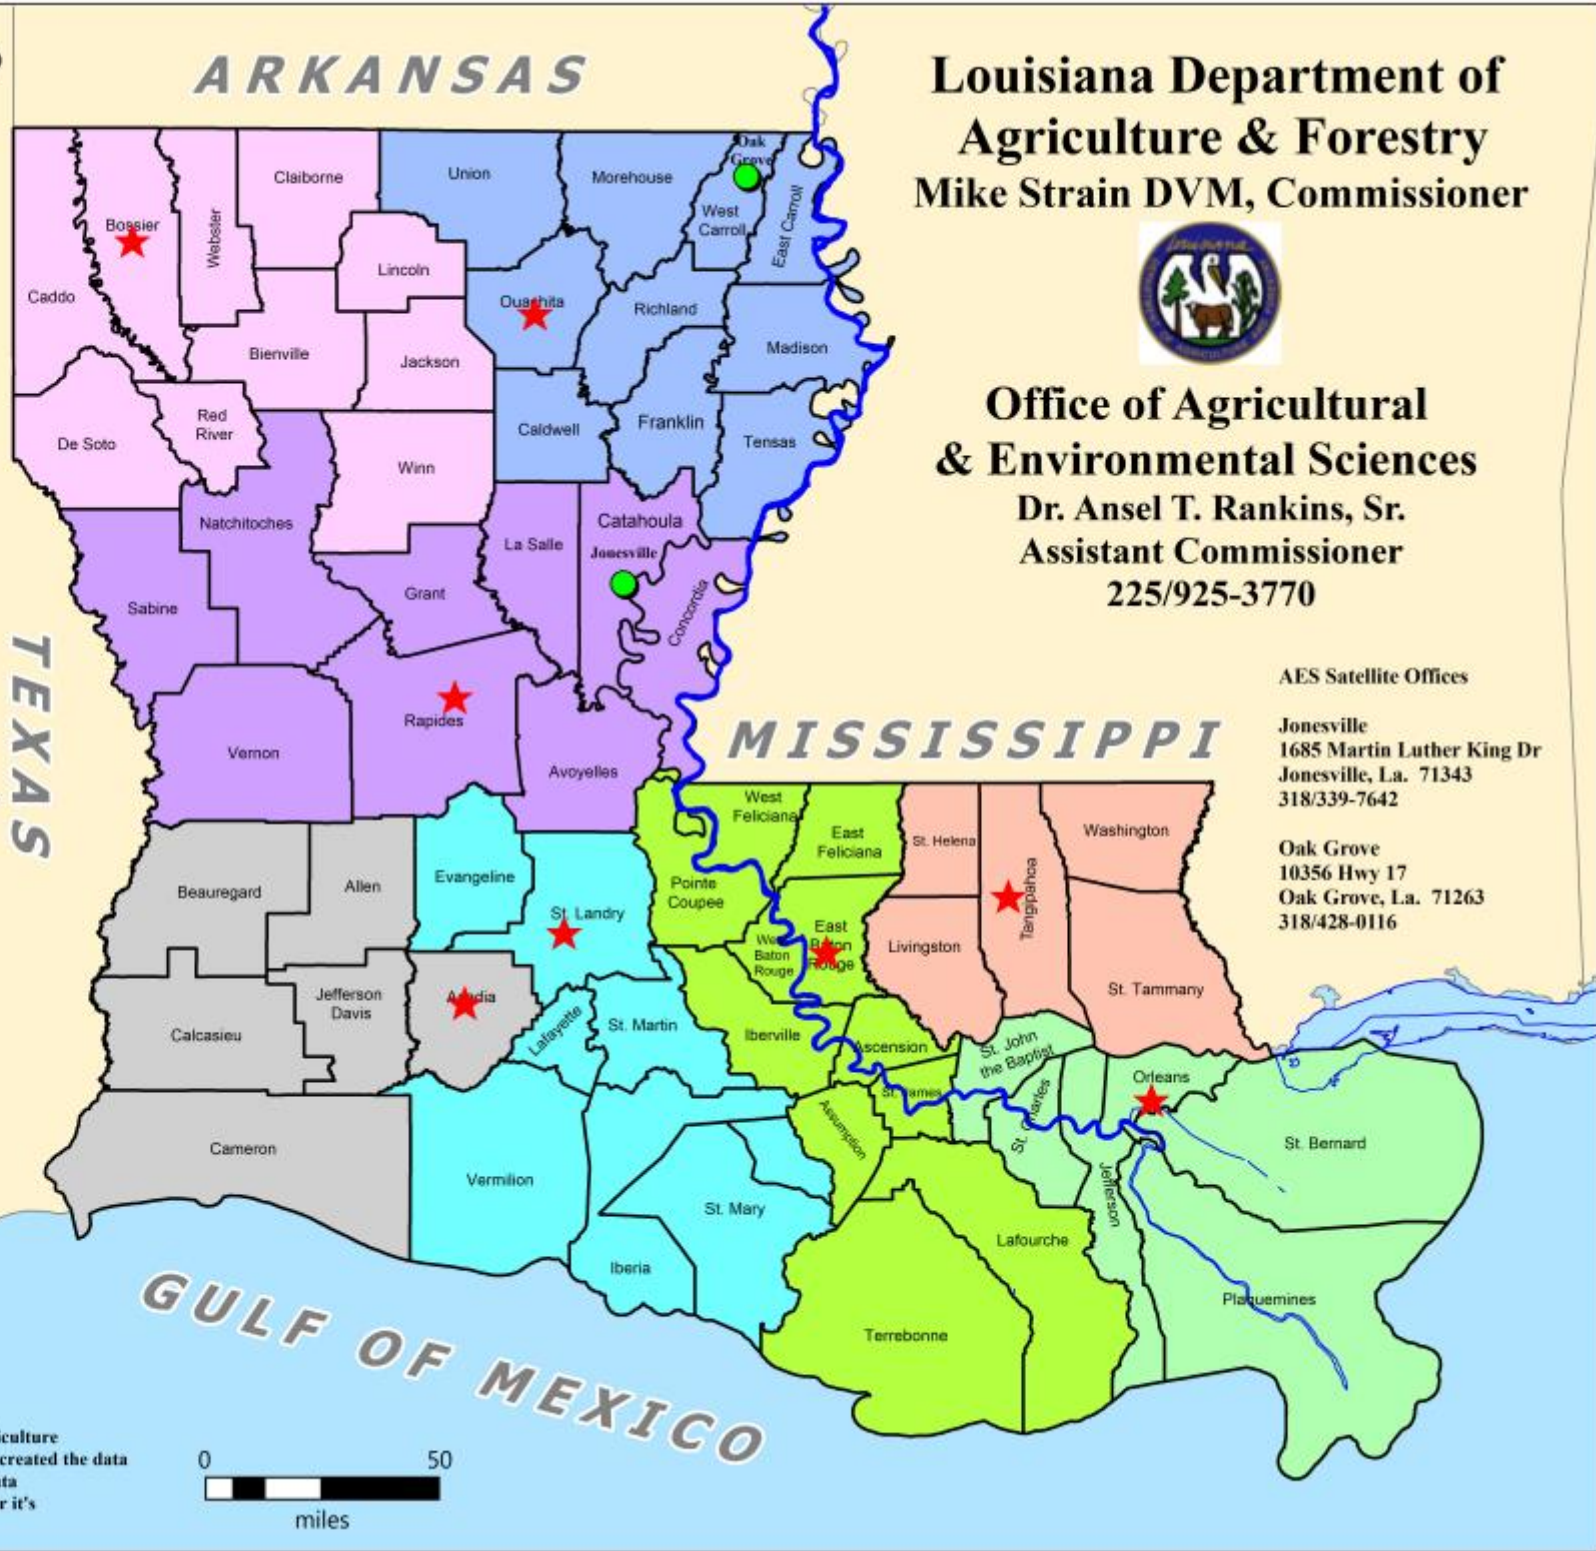 ARKANSAS
Louisiana Department of
Agriculture & Forestry
Mike Strain DVM, Commissioner
Louisiana
Office of Agricultural
& Environmental Sciences
Dr. Ansel T. Rankins, Sr.
Assistant Commissioner
225/925-3770
AES Satellite Offices
Jonesville
1685 Martin Luther King Dr
Jonesville, La. 71343
318/339-7642
Oak Grove
10356 Hwy 17
Oak Grove, La. 71263
318/428-0116
TEXAS
MISSISSIPPI
GULF OF MEXICO
Caddo
Bossier
Webster
Claiborne
Union
Morehouse
Oak
Grove
West
Carroll
East Carroll
Lincoln
Ouachita
Richland
Madison
Bienville
Jackson
De Soto
Red
River
Winn
Caldwell
Franklin
Tensas
Natchitoches
Sabine
Grant
La Salle
Catahoula
Jonesville
Concordia
Vernon
Rapides
Avoyelles
Beauregard
Allen
Evangeline
St. Landry
Pointe
Coupee
West
Feliciana
East
Feliciana
St. Helena
Tangipahoa
Washington
West
Baton
Rouge
East
Baton
Rouge
Livingston
St. Tammany
Calcasieu
Jefferson
Davis
Acadia
Lafayette
St. Martin
Iberville
Ascension
St. John
the Baptist
St. James
St. Charles
Orleans
St. Bernard
Cameron
Vermilion
Iberia
St. Mary
Assumption
Terrebonne
Lafourche
Jefferson
Plaquemines
culture
created the data
ta
r it's
0 50
miles